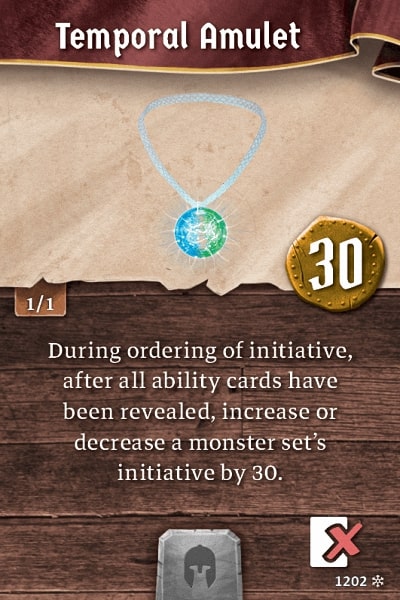 Temporal Amulet
30
1/1
During ordering of initiative,
after all ability cards have
been revealed, increase or
decrease a monster set’s
initiative by 30.
1202